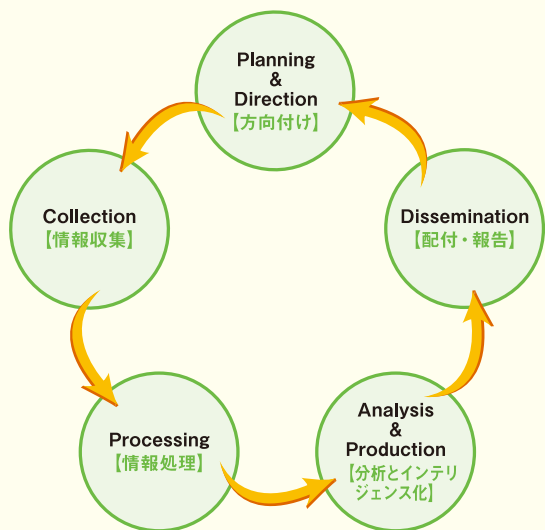 Planning
&
Direction
【方向付け】
Collection
【情報収集】
Processing
【情報処理】
Analysis
&
Production
【分析とインテリ
ジェンス化】
Dissemination
【配付・報告】